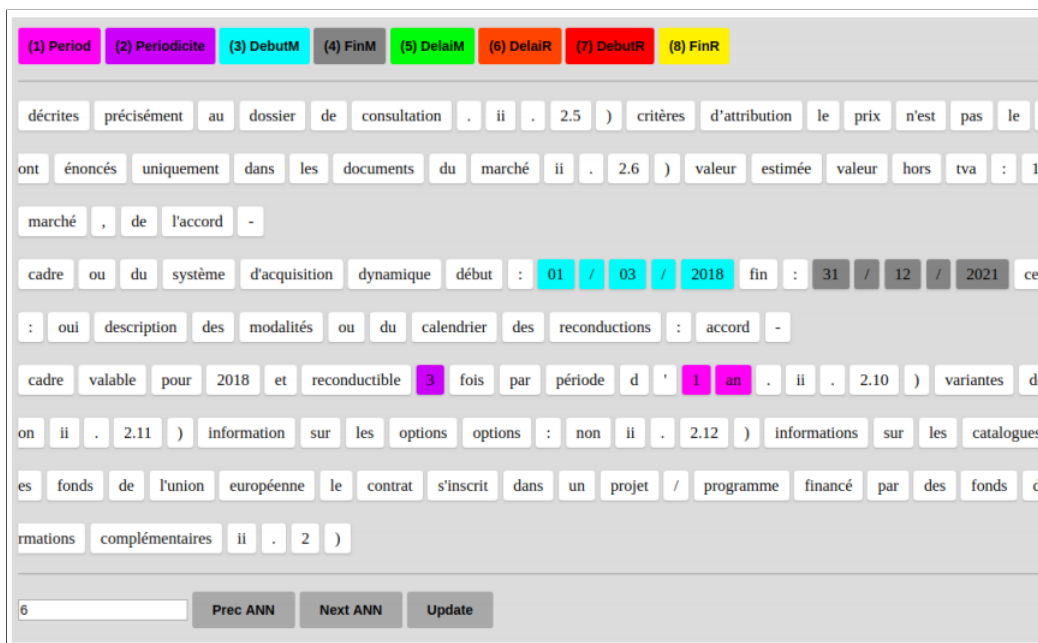 (1) Period (2) Periodicite (3) DebutM (4) FinM (5) DelaiM (6) DelaiR (7) DebutR (8) FinR
décrites précisément au dossier de consultation . ii . 2.5 ) critères d’attribution le prix n'est pas le
ont énoncés uniquement dans les documents du marché ii . 2.6 ) valeur estimée valeur hors tva : 1
marché , de l'accord -
cadre ou du système d'acquisition dynamique début : 01 / 03 / 2018 fin : 31 / 12 / 2021 ce
: oui description des modalités ou du calendrier des reconductions : accord -
cadre valable pour 2018 et reconductible 3 fois par période d ' 1 an . ii . 2.10 ) variantes d
on ii . 2.11 ) information sur les options options : non ii . 2.12 ) informations sur les catalogues
es fonds de l'union européenne le contrat s'inscrit dans un projet / programme financé par des fonds d
rmations complémentaires ii . 2 )
6 Prec ANN Next ANN Update